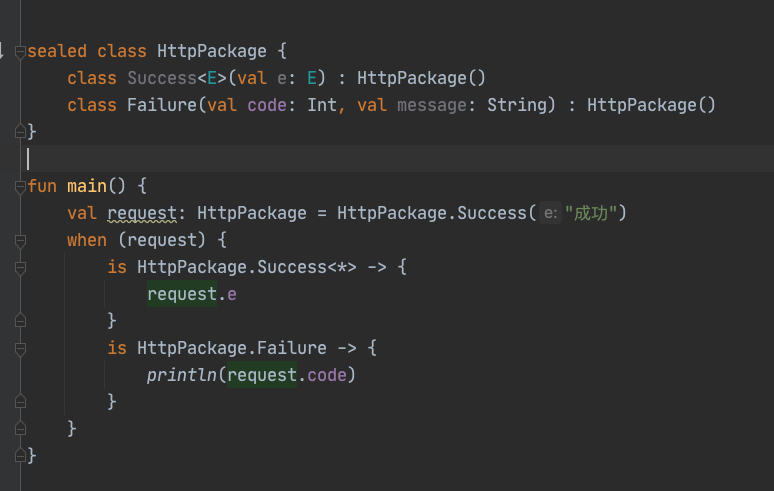 sealed class HttpPackage {
    class Success<E>(val e: E) : HttpPackage()
    class Failure(val code: Int, val message: String) : HttpPackage()
}

fun main() {
    val request: HttpPackage = HttpPackage.Success( e: "成功")
    when (request) {
        is HttpPackage.Success<*> -> {
            request.e
        }
        is HttpPackage.Failure -> {
            println(request.code)
        }
    }
}